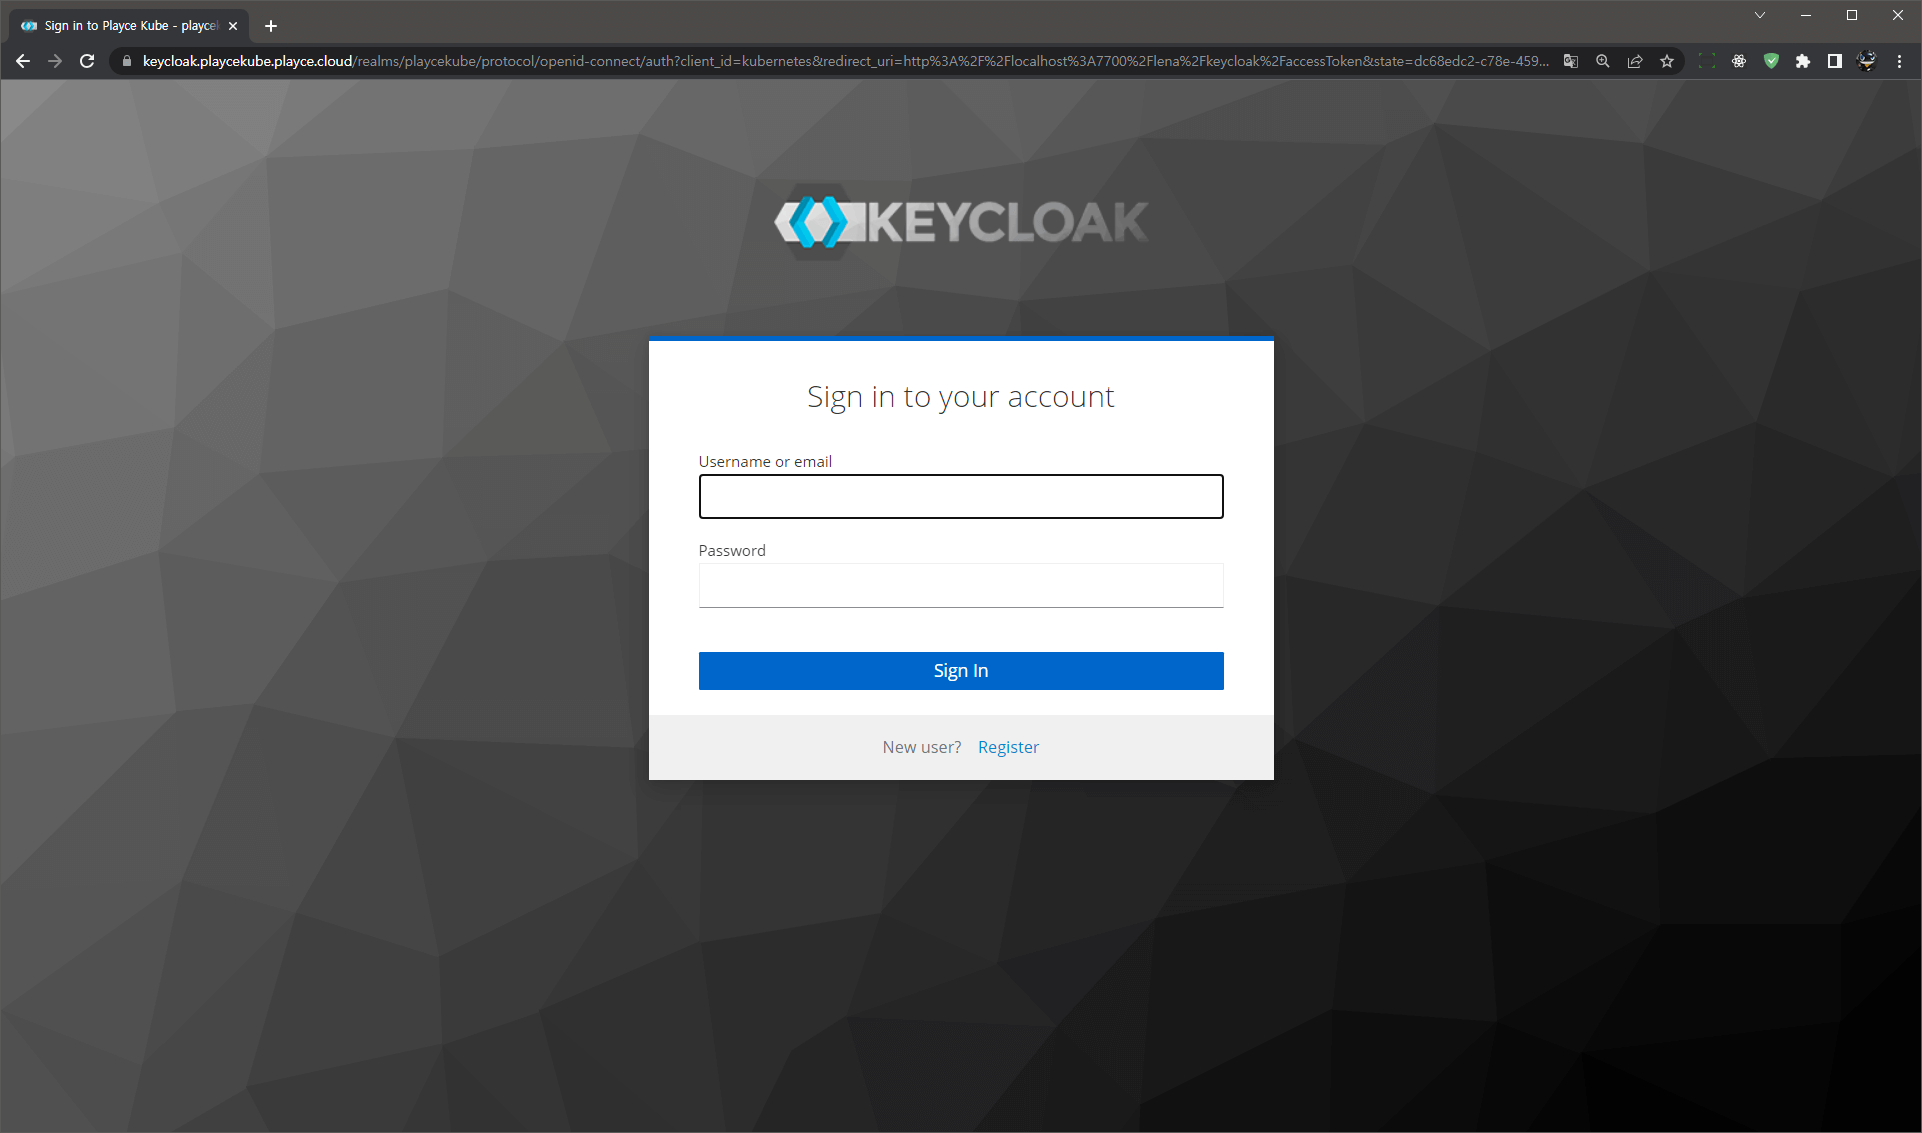 Sign in to Playce Kube - playcek
keycloak.playcekube.playce.cloud/realms/playcekube/protocol/openid-connect/auth?client_id=kubernetes&redirect_uri=http%3A%2F%2Flocalhost%3A7700%2Flena%2Fkeycloak%2FaccessToken&state=dc68edc2-c78e-459...
KEYCLOAK
Sign in to your account
Username or email
Password
Sign In
New user? Register